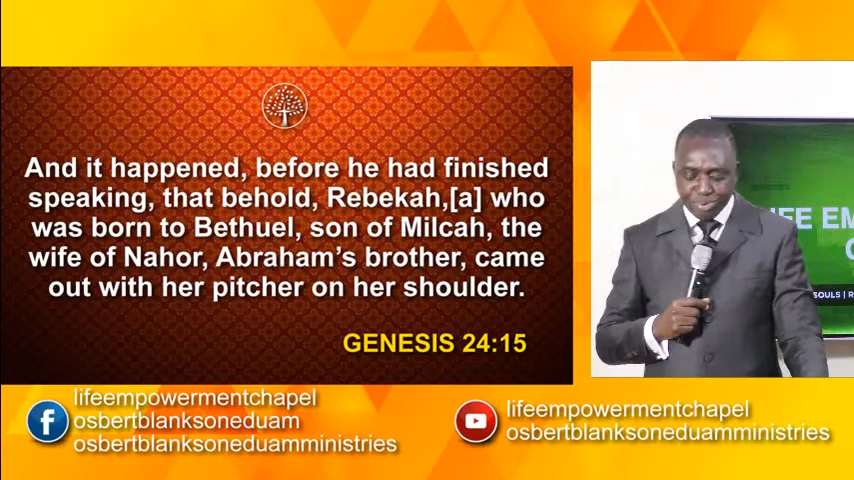 And it happened, before he had finished
speaking, that behold, Rebekah,[a] who
was born to Bethuel, son of Milcah, the
wife of Nahor, Abraham’s brother, came
out with her pitcher on her shoulder.
GENESIS 24:15
SOULS |
lifeempowermentchapel
osbertblanksoneduam
osbertblanksoneduamministries
lifeempowermentchapel
osbertblanksoneduamministries